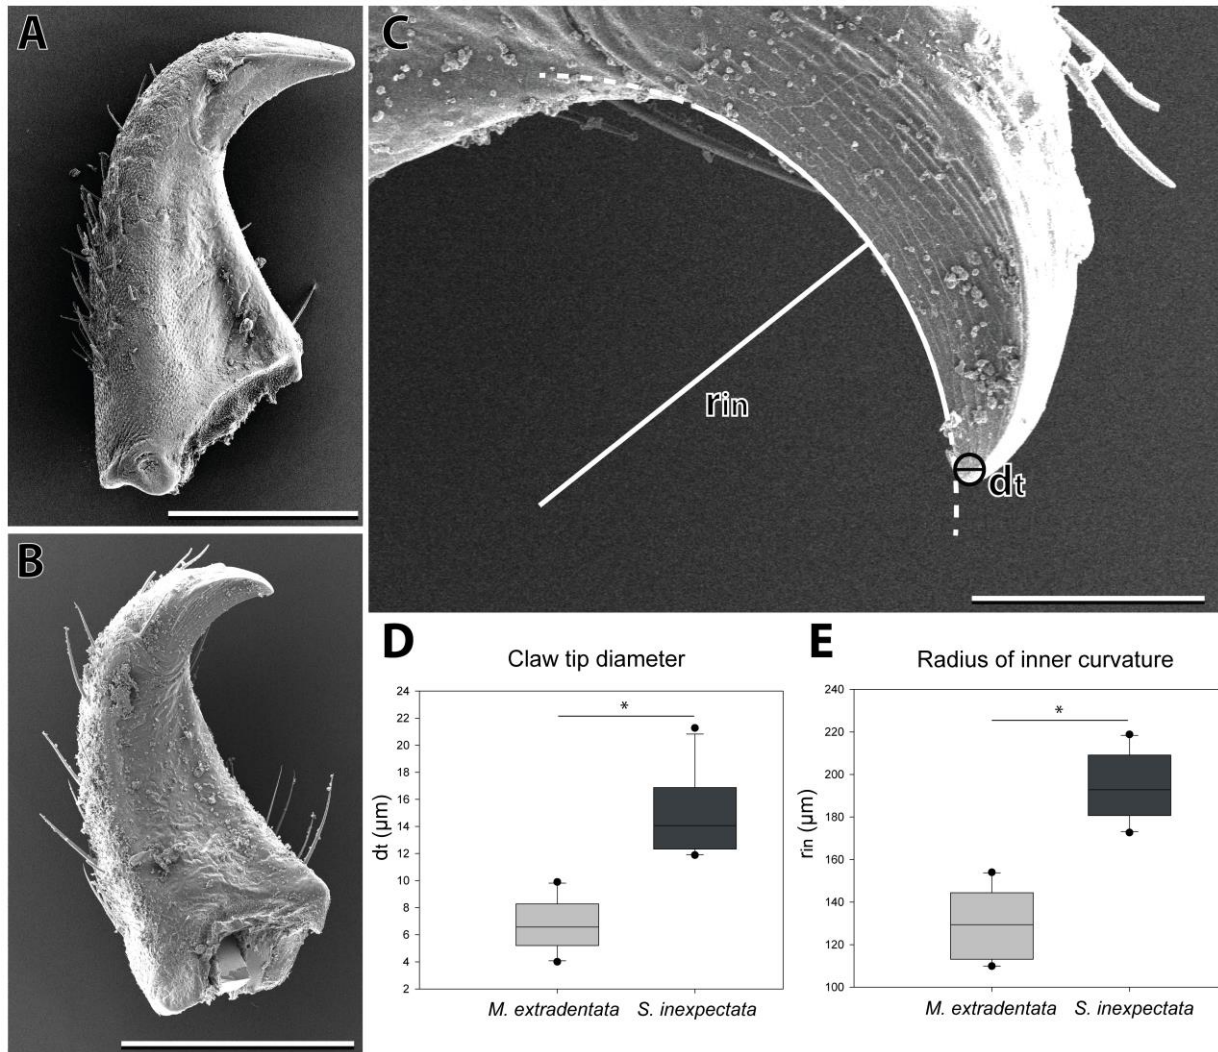 A
B
C
rin
dt
D
Claw tip diameter
24
22
20
18
16
14
12
10
8
6
4
2
dt (µm)
*
M. extradentata S. inexpectata
E
Radius of inner curvature
240
220
200
180
160
140
120
100
rin (µm)
*
M. extradentata S. inexpectata